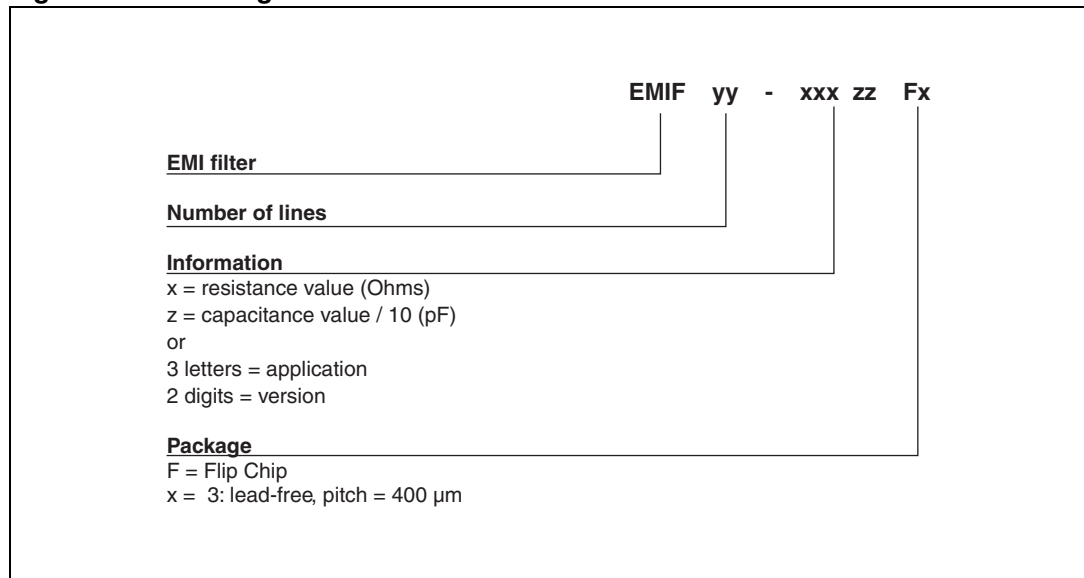 EMIF yy - xxx zz Fx
EMI filter
Number of lines
Information
x = resistance value (Ohms)
z = capacitance value / 10 (pF)
or
3 letters = application
2 digits = version
Package
F = Flip Chip
x = 3: lead-free, pitch = 400 µm